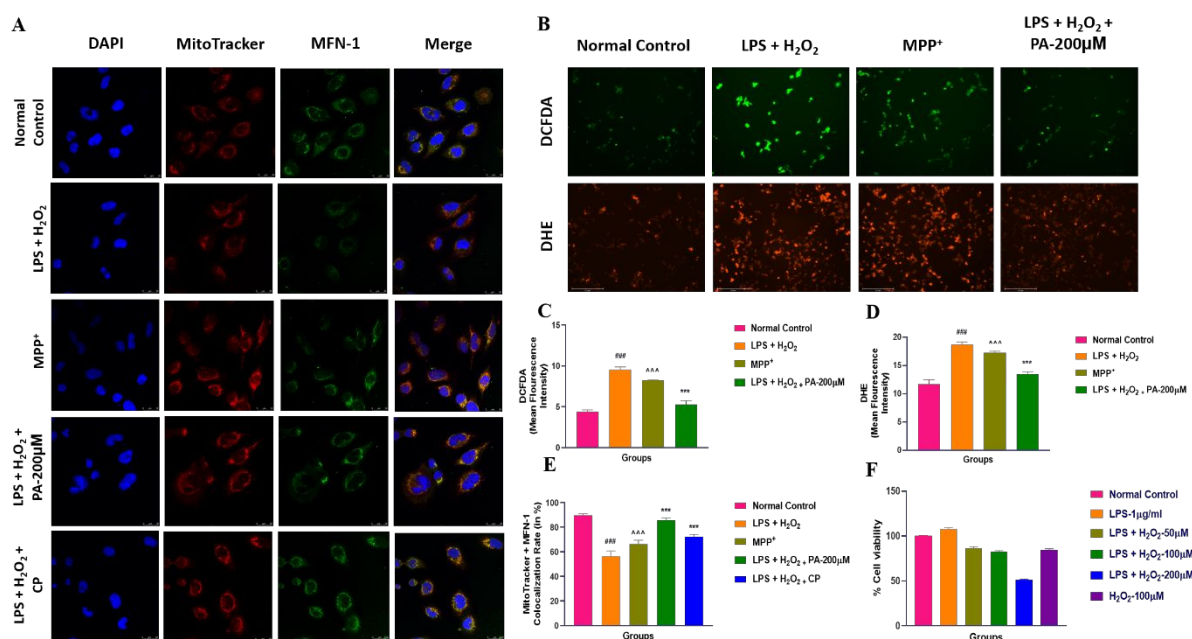 A
DAPI MitoTracker MFN-1 Merge
Normal
Control
LPS + H₂O₂
MPP⁺
LPS + H₂O₂ +
PA-200µM
LPS + H₂O₂ +
CP
B
Normal Control LPS + H₂O₂ MPP⁺ LPS + H₂O₂ +
PA-200µM
DCFDA
DHE
C
DCFDA
(Mean Flourescence
Intensity)
15
10
5
0
###
^^^
***
Groups
Normal Control
LPS + H₂O₂
MPP⁺
LPS + H₂O₂ + PA-200µM
D
DHE
(Mean Flourescence
Intensity)
20
15
10
5
0
###
^^^
***
Groups
Normal Control
LPS + H₂O₂
MPP⁺
LPS + H₂O₂ + PA-200µM
E
MitoTracker + MFN-1
Colocalization Rate (In %)
100
80
60
40
20
0
###
^^^
***
***
Groups
Normal Control
LPS + H₂O₂
MPP⁺
LPS + H₂O₂ + PA-200µM
LPS + H₂O₂ + CP
F
% Cell viability
150
100
50
0
Groups
Normal Control
LPS-1µg/ml
LPS + H₂O₂-50µM
LPS + H₂O₂-100µM
LPS + H₂O₂-200µM
H₂O₂-100µM